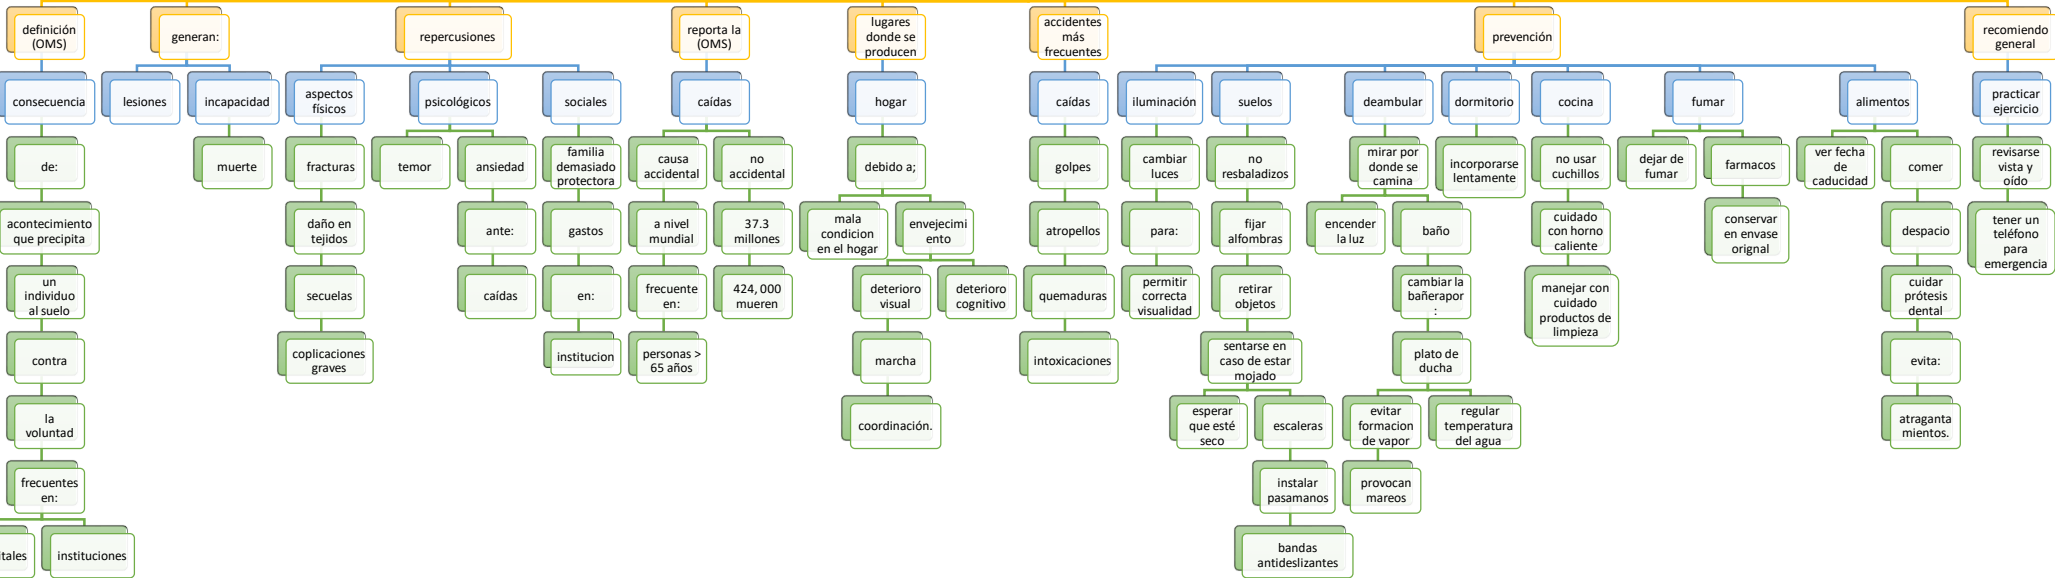 definición
(OMS)
consecuencia
de:
acontecimiento
que precipita
un
individuo
al suelo
contra
la
voluntad
frecuentes
en:
instituciones
generan:
lesiones
incapacidad
muerte
repercusiones
aspectos
físicos
fracturas
daño en
tejidos
secuelas
coplicaciones
graves
psicológicos
temor
ansiedad
ante:
caídas
sociales
familia
demasiado
protectora
gastos
en:
institucion
reporta la
(OMS)
caídas
causa
accidental
a nivel
mundial
frecuente
en:
personas >
65 años
no
accidental
37.3
millones
424, 000
mueren
lugares
donde se
producen
hogar
debido a;
mala
condicion
en el hogar
envejecimi
ento
deterioro
visual
marcha
coordinación.
deterioro
cognitivo
accidentes
más
frecuentes
caídas
golpes
atropellos
quemaduras
intoxicaciones
prevención
iluminación
cambiar
luces
para:
permitir
correcta
visualidad
suelos
no
resbaladizos
fijar
alfombras
retirar
objetos
sentarse en
caso de estar
mojado
esperar
que esté
seco
escaleras
instalar
pasamanos
bandas
antideslizantes
deambular
mirar por
donde se
camina
encender
la luz
baño
cambiar la
bañerapor
:
plato de
ducha
evitar
formacion
de vapor
provocan
mareos
regular
temperatura
del agua
dormitorio
incorporarse
lentamente
cocina
no usar
cuchillos
cuidado
con horno
caliente
manejar con
cuidado
productos de
limpieza
fumar
dejar de
fumar
farmacos
conservar
en envase
orignal
alimentos
ver fecha
de
caducidad
comer
despacio
cuidar
prótesis
dental
evita:
atraganta
mientos.
recomiendo
general
practicar
ejercicio
revisarse
vista y
oído
tener un
teléfono
para
emergencia